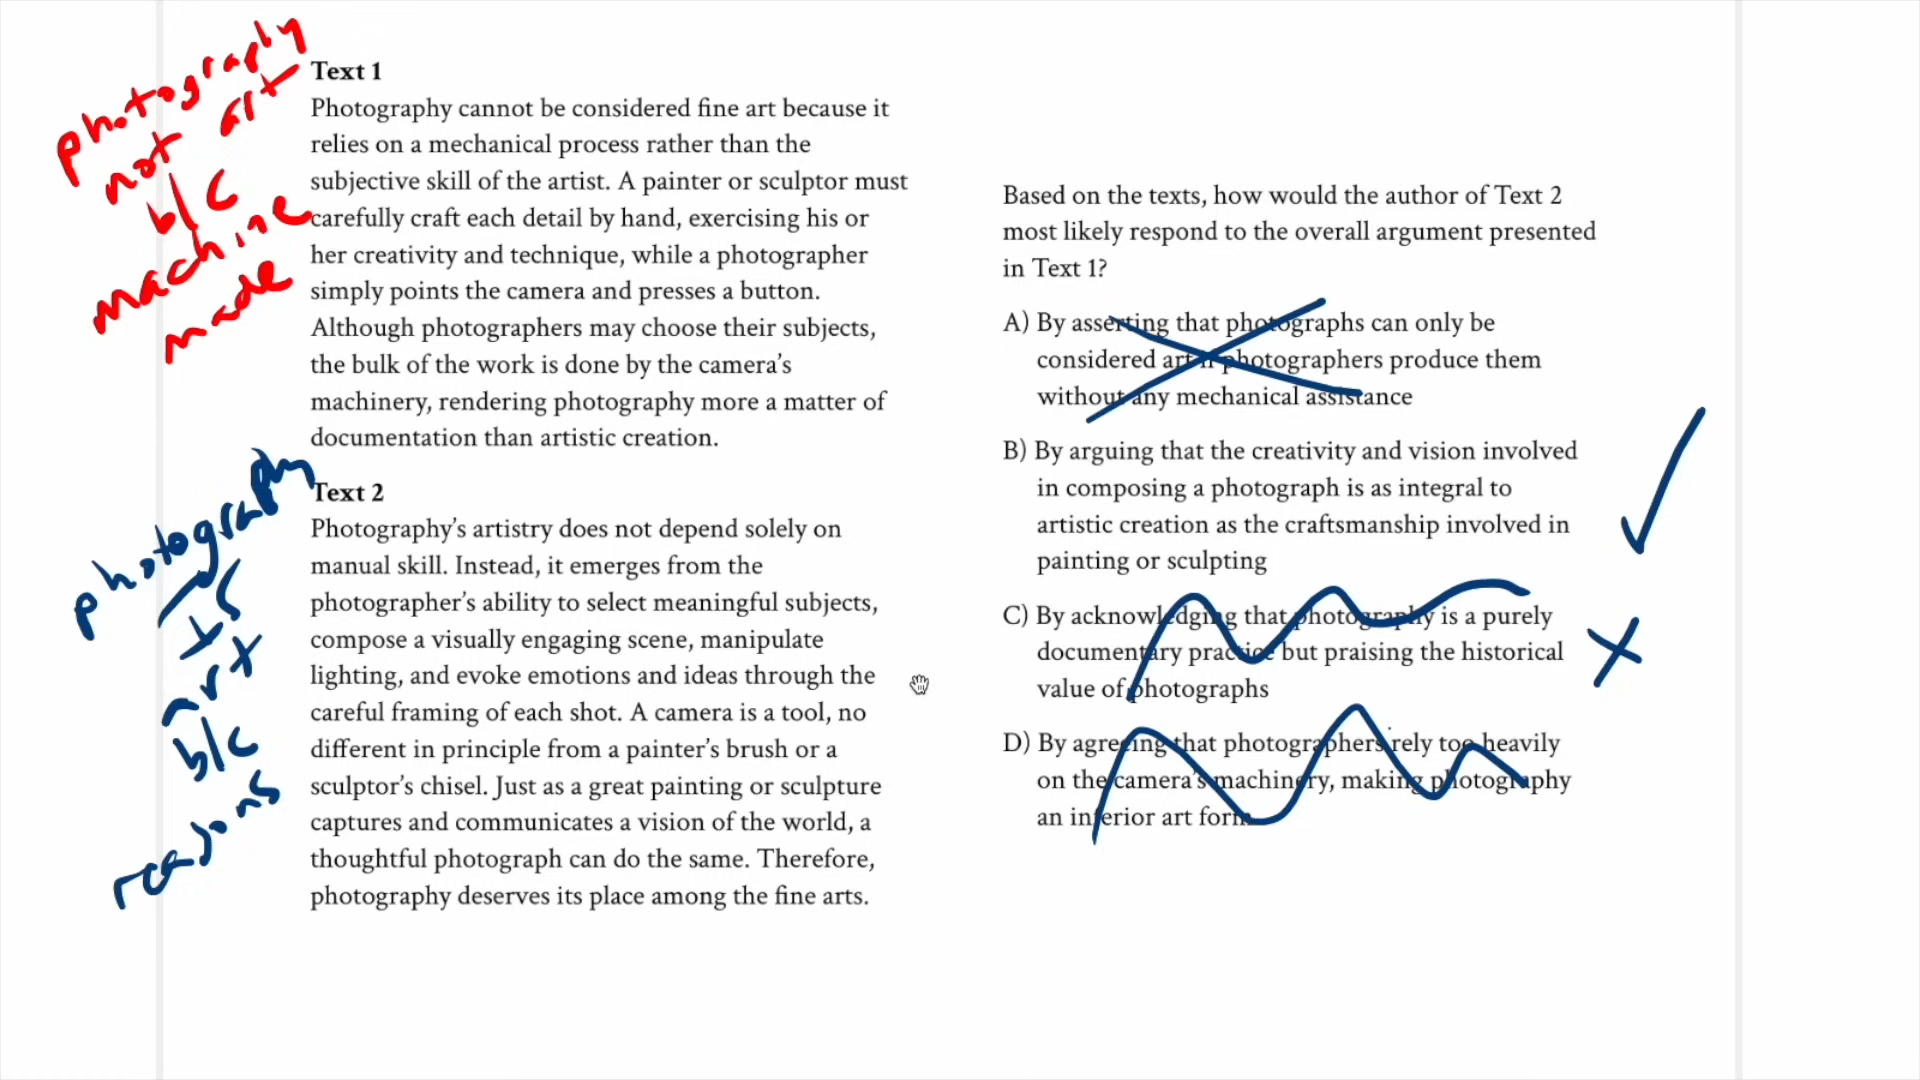 photography
not art
b/c
machine
made
Text 1
Photography cannot be considered fine art because it
relies on a mechanical process rather than the
subjective skill of the artist. A painter or sculptor must
carefully craft each detail by hand, exercising his or
her creativity and technique, while a photographer
simply points the camera and presses a button.
Although photographers may choose their subjects,
the bulk of the work is done by the camera’s
machinery, rendering photography more a matter of
documentation than artistic creation.
photography
is
art
b/c
reasons
Text 2
Photography’s artistry does not depend solely on
manual skill. Instead, it emerges from the
photographer’s ability to select meaningful subjects,
compose a visually engaging scene, manipulate
lighting, and evoke emotions and ideas through the
careful framing of each shot. A camera is a tool, no
different in principle from a painter’s brush or a
sculptor’s chisel. Just as a great painting or sculpture
captures and communicates a vision of the world, a
thoughtful photograph can do the same. Therefore,
photography deserves its place among the fine arts.
Based on the texts, how would the author of Text 2
most likely respond to the overall argument presented
in Text 1?
A) By asserting that photographs can only be
considered art if photographers produce them
without any mechanical assistance
B) By arguing that the creativity and vision involved
in composing a photograph is as integral to
artistic creation as the craftsmanship involved in
painting or sculpting
C) By acknowledging that photography is a purely
documentary practice but praising the historical
value of photographs
D) By agreeing that photographers rely too heavily
on the camera’s machinery, making photography
an inferior art form